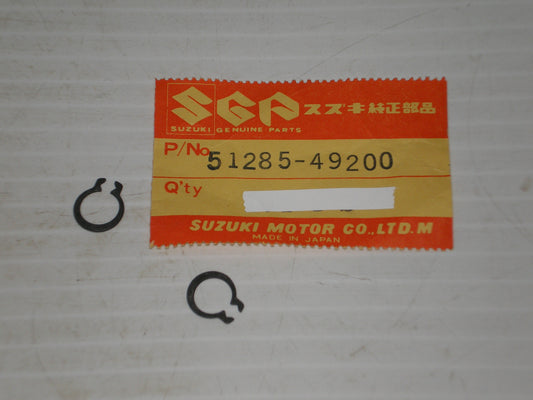 SGP スズキ純正部品
SUZUKI GENUINE PARTS
P/No. 51285-49200
Q'ty
SUZUKI MOTOR CO.,LTD.M
MADE IN JAPAN